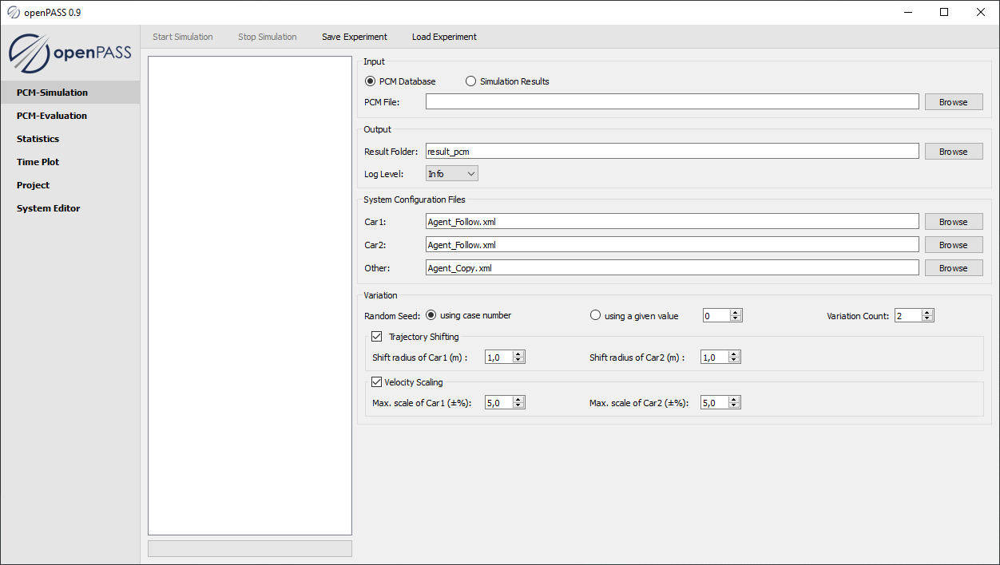 openPASS 0.9
openPASS
Start Simulation Stop Simulation Save Experiment Load Experiment
PCM-Simulation
PCM-Evaluation
Statistics
Time Plot
Project
System Editor
Input
PCM Database Simulation Results
PCM File: Browse
Output
Result Folder: result_pcm Browse
Log Level: Info
System Configuration Files
Car1: Agent_Follow.xml Browse
Car2: Agent_Follow.xml Browse
Other: Agent_Copy.xml Browse
Variation
Random Seed: using case number using a given value 0 Variation Count: 2
Trajectory Shifting
Shift radius of Car1 (m) : 1,0 Shift radius of Car2 (m) : 1,0
Velocity Scaling
Max. scale of Car1 (±%): 5,0 Max. scale of Car2 (±%): 5,0